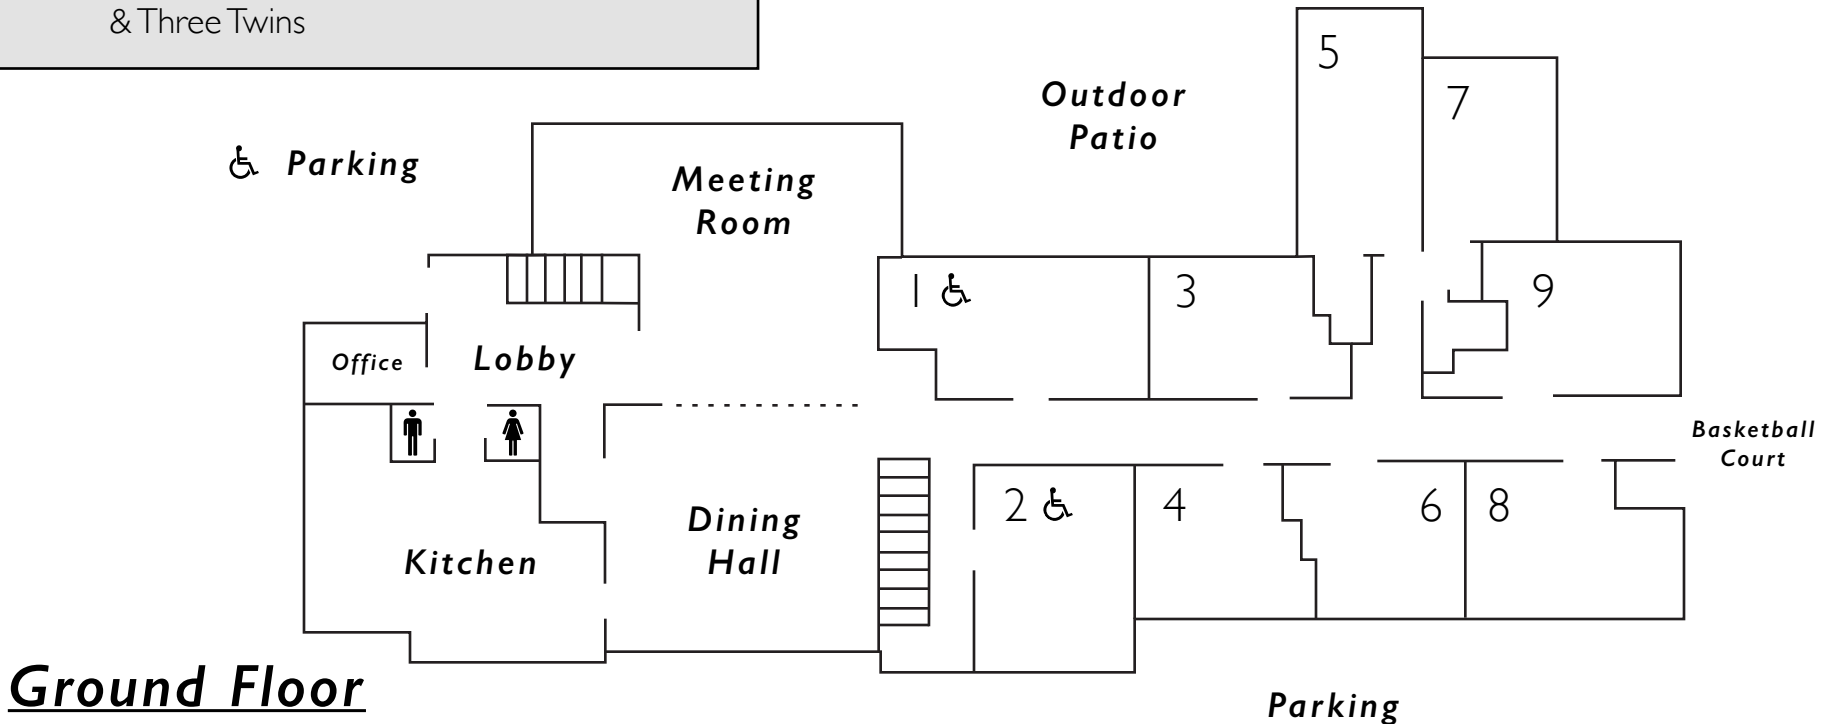 & Three Twins
Outdoor
Patio
5
7
Parking
Meeting
Room
1
3
9
Office
Lobby
Basketball
Court
2
4
6
8
Dining
Hall
Kitchen
Ground Floor
Parking